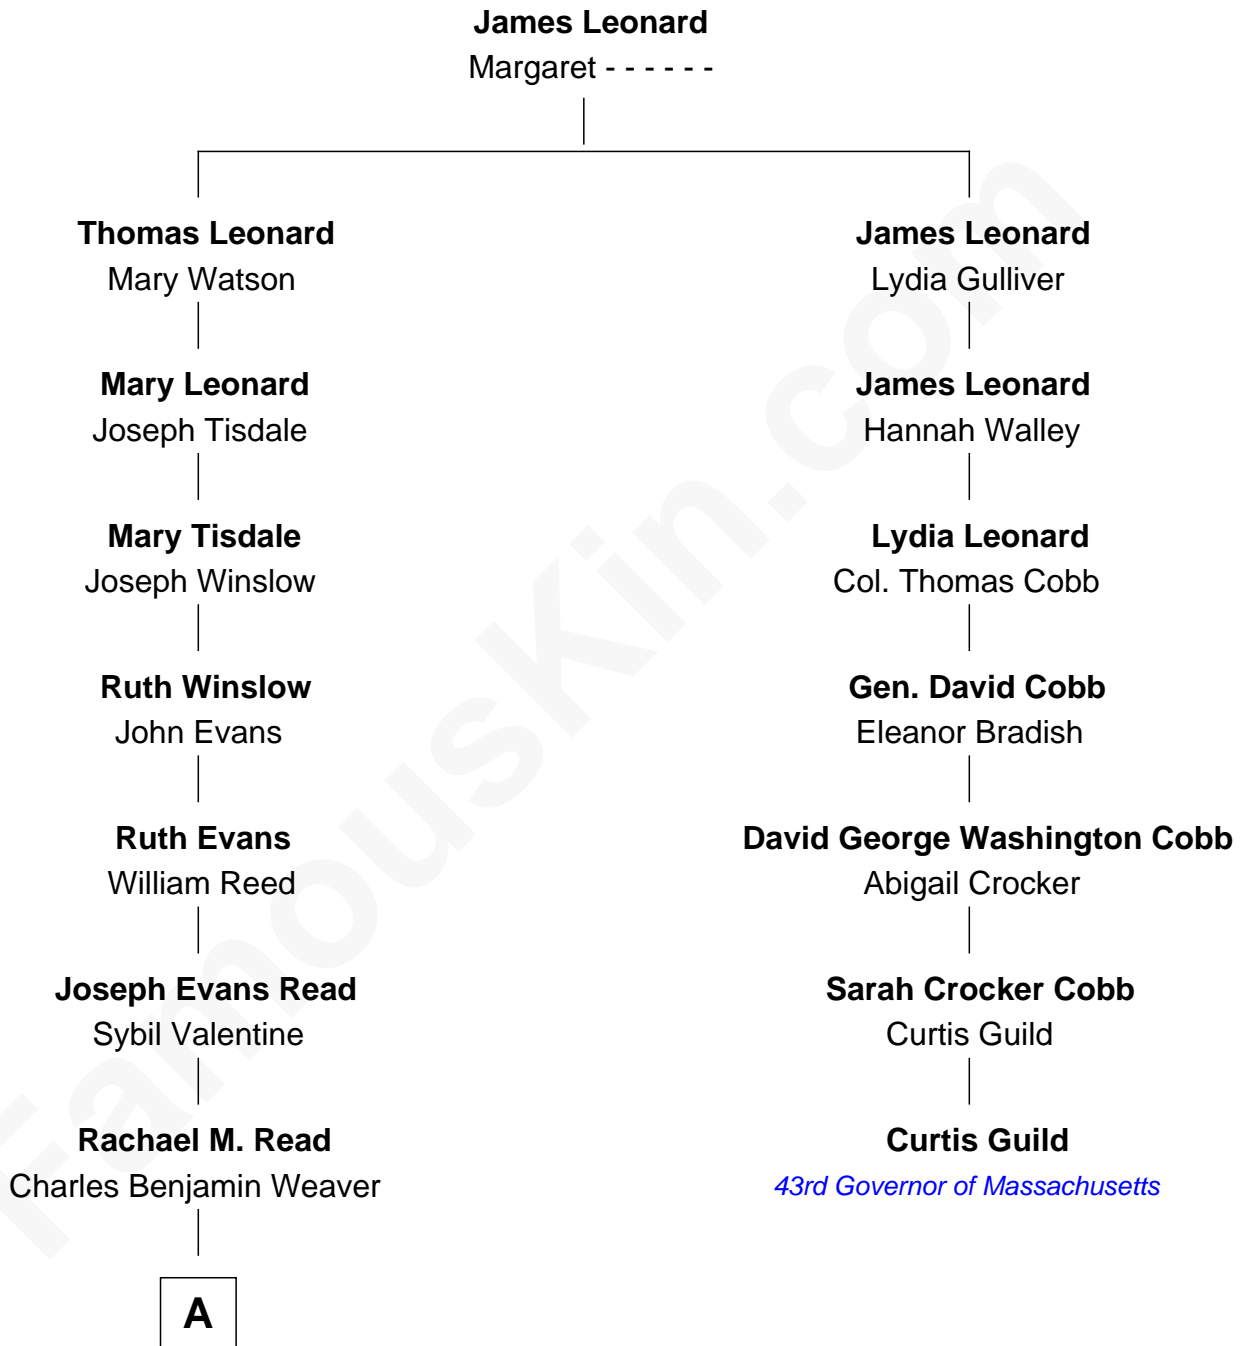 James Leonard
Margaret - - - - - -
Thomas Leonard
Mary Watson
Mary Leonard
Joseph Tisdale
Mary Tisdale
Joseph Winslow
Ruth Winslow
John Evans
Ruth Evans
William Reed
Joseph Evans Read
Sybil Valentine
Rachael M. Read
Charles Benjamin Weaver
A
James Leonard
Lydia Gulliver
James Leonard
Hannah Walley
Lydia Leonard
Col. Thomas Cobb
Gen. David Cobb
Eleanor Bradish
David George Washington Cobb
Abigail Crocker
Sarah Crocker Cobb
Curtis Guild
Curtis Guild
43rd Governor of Massachusetts
FamousKin.com